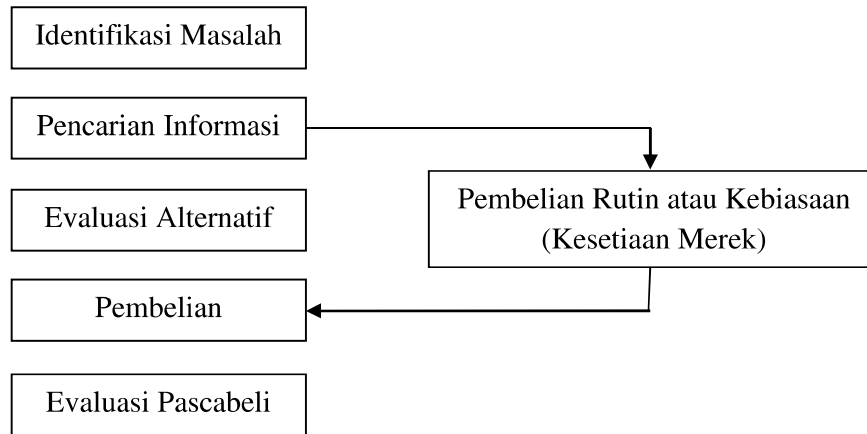 Identifikasi Masalah
Pencarian Informasi
Evaluasi Alternatif
Pembelian Rutin atau Kebiasaan
(Kesetiaan Merek)
Pembelian
Evaluasi Pascabeli